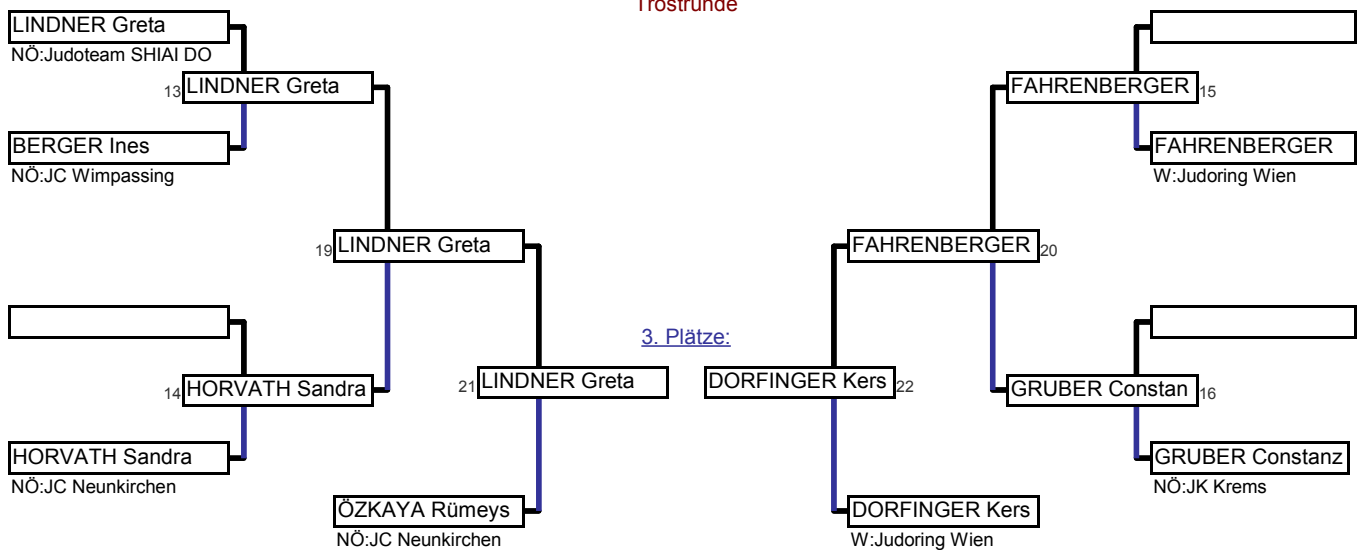 Trostrunde
LINDNER Greta
NÖ:Judoteam SHIAI DO
13 LINDNER Greta
BERGER Ines
NÖ:JC Wimpassing
19 LINDNER Greta
14 HORVATH Sandra
HORVATH Sandra
NÖ:JC Neunkirchen
21 LINDNER Greta
ÖZKAYA Rümeys
NÖ:JC Neunkirchen
3. Plätze:
FAHRENBERGER 15
FAHRENBERGER
W:Judoring Wien
FAHRENBERGER 20
DORFINGER Kers 22
GRUBER Constan 16
GRUBER Constanz
NÖ:JK Krems
DORFINGER Kers
W:Judoring Wien